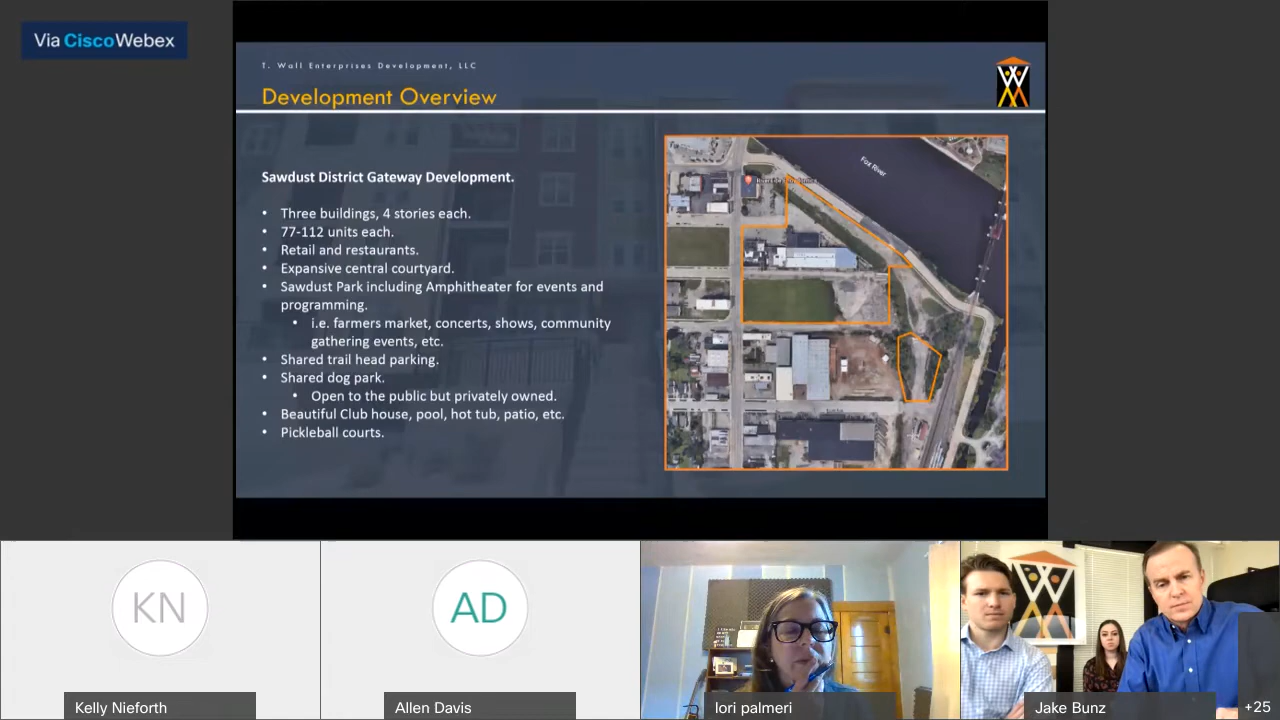 Via Cisco Webex
T. Wall Enterprises Development, LLC
Development Overview
Sawdust District Gateway Development.
• Three buildings, 4 stories each.
• 77-112 units each.
• Retail and restaurants.
• Expansive central courtyard.
• Sawdust Park including Amphitheater for events and
programming.
• i.e. farmers market, concerts, shows, community
gathering events, etc.
• Shared trail head parking.
• Shared dog park.
• Open to the public but privately owned.
• Beautiful Club house, pool, hot tub, patio, etc.
• Pickleball courts.
Fox River
KN
AD
Kelly Nieforth
Allen Davis
lori palmeri
Jake Bunz
+25